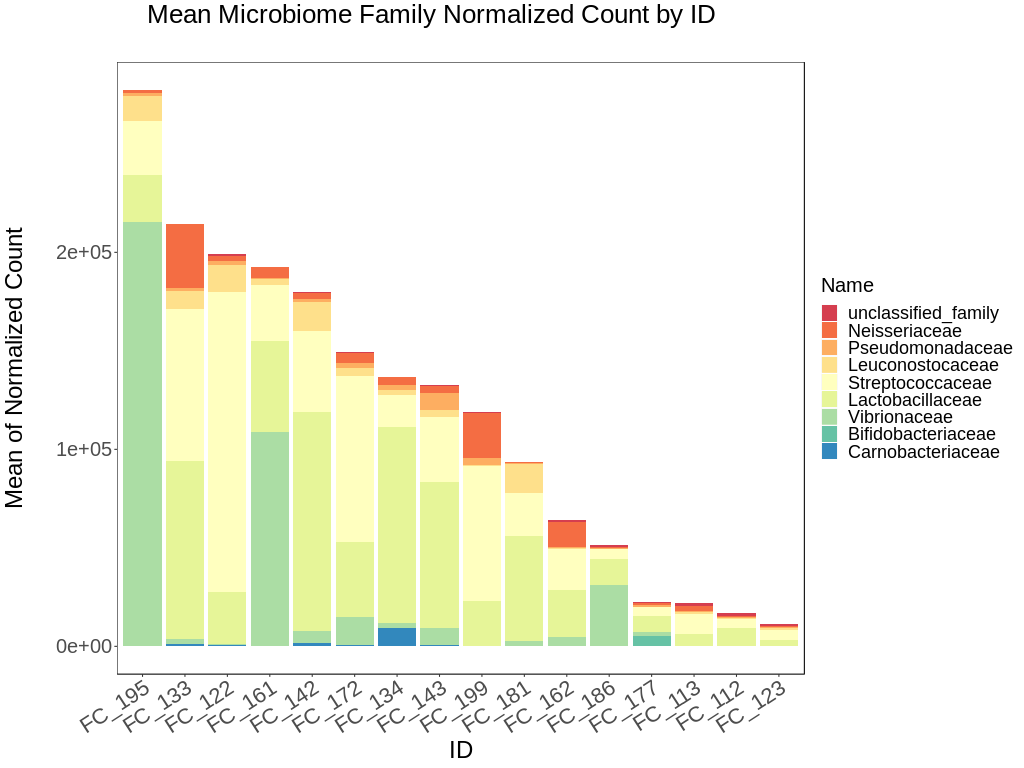 Mean Microbiome Family Normalized Count by ID
Mean of Normalized Count
2e+05
1e+05
0e+00
FC_195
FC_133
FC_122
FC_161
FC_142
FC_172
FC_134
FC_143
FC_199
FC_181
FC_162
FC_186
FC_177
FC_113
FC_112
FC_123
ID
Name
unclassified_family
Neisseriaceae
Pseudomonadaceae
Leuconostocaceae
Streptococcaceae
Lactobacillaceae
Vibrionaceae
Bifidobacteriaceae
Carnobacteriaceae